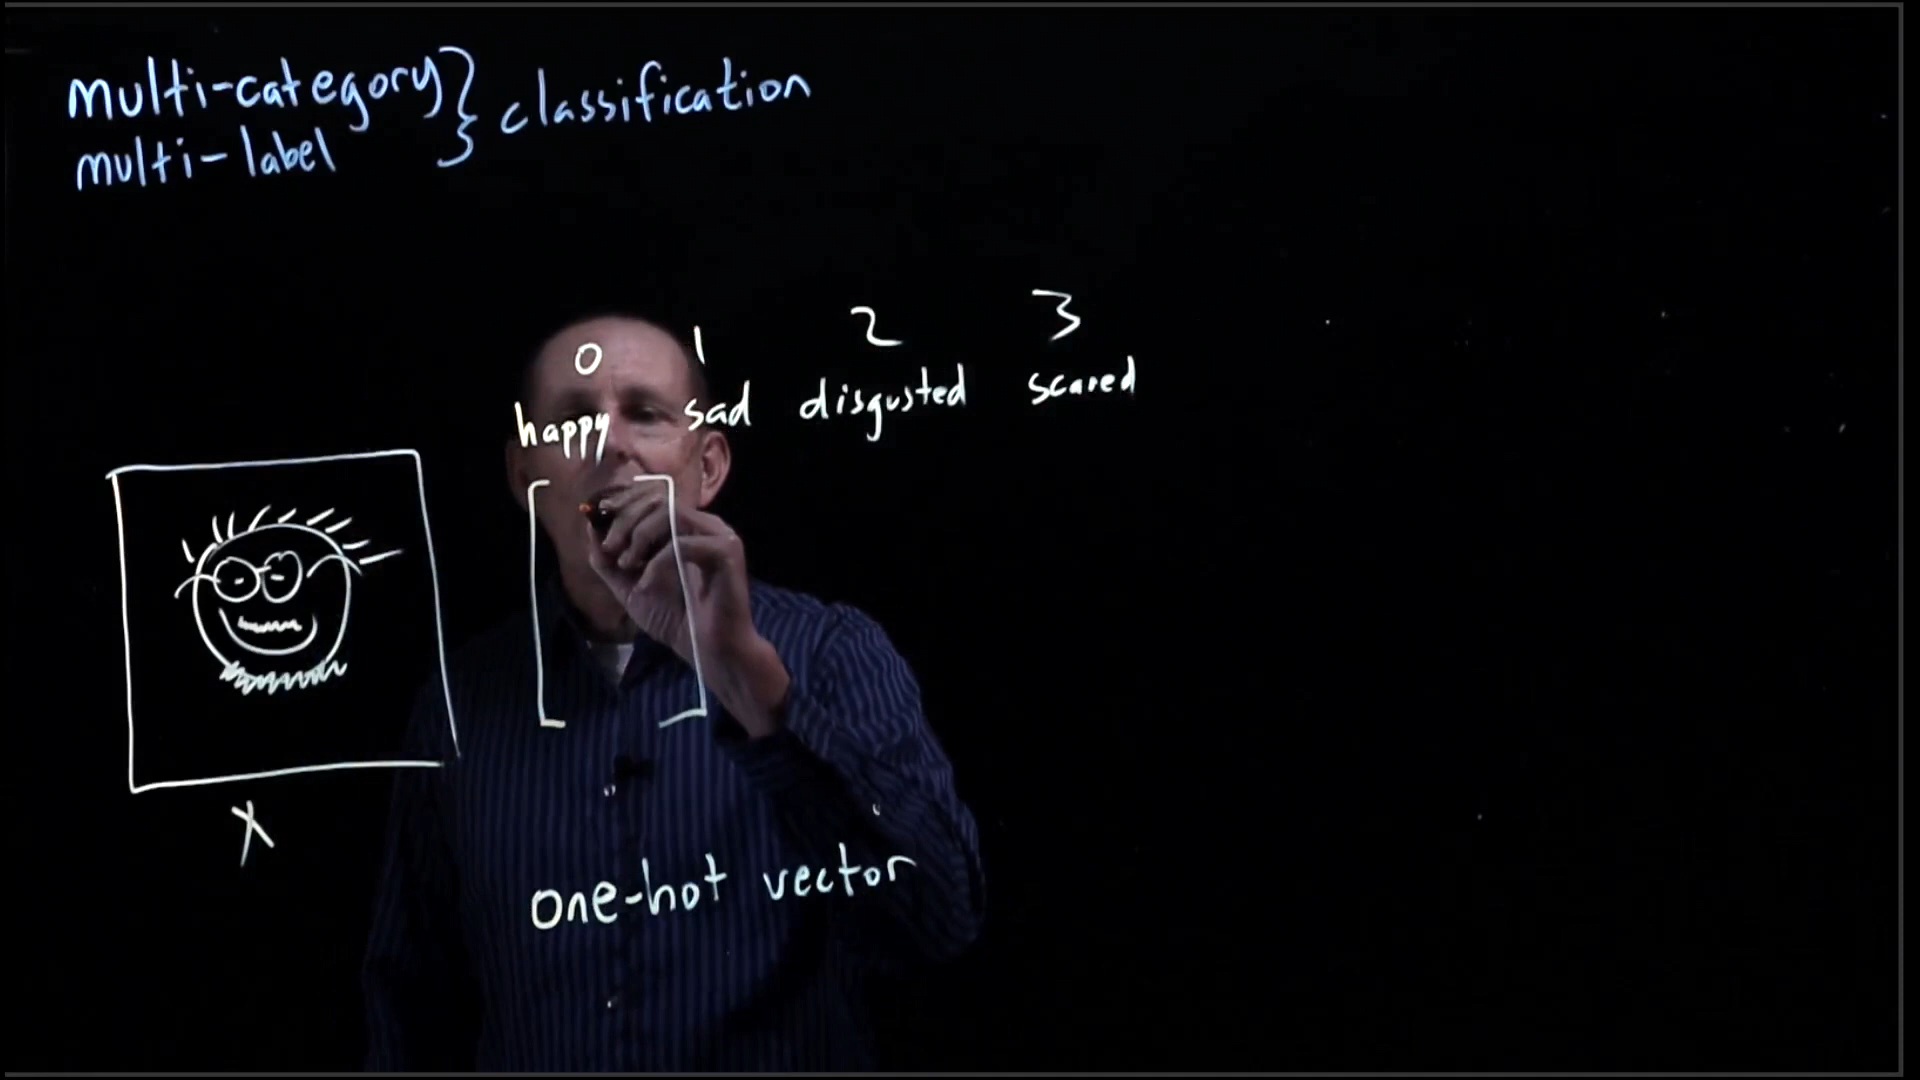 multi-category } classification
multi-label
0 1 2 3
happy sad disgusted scared
X
one-hot vector